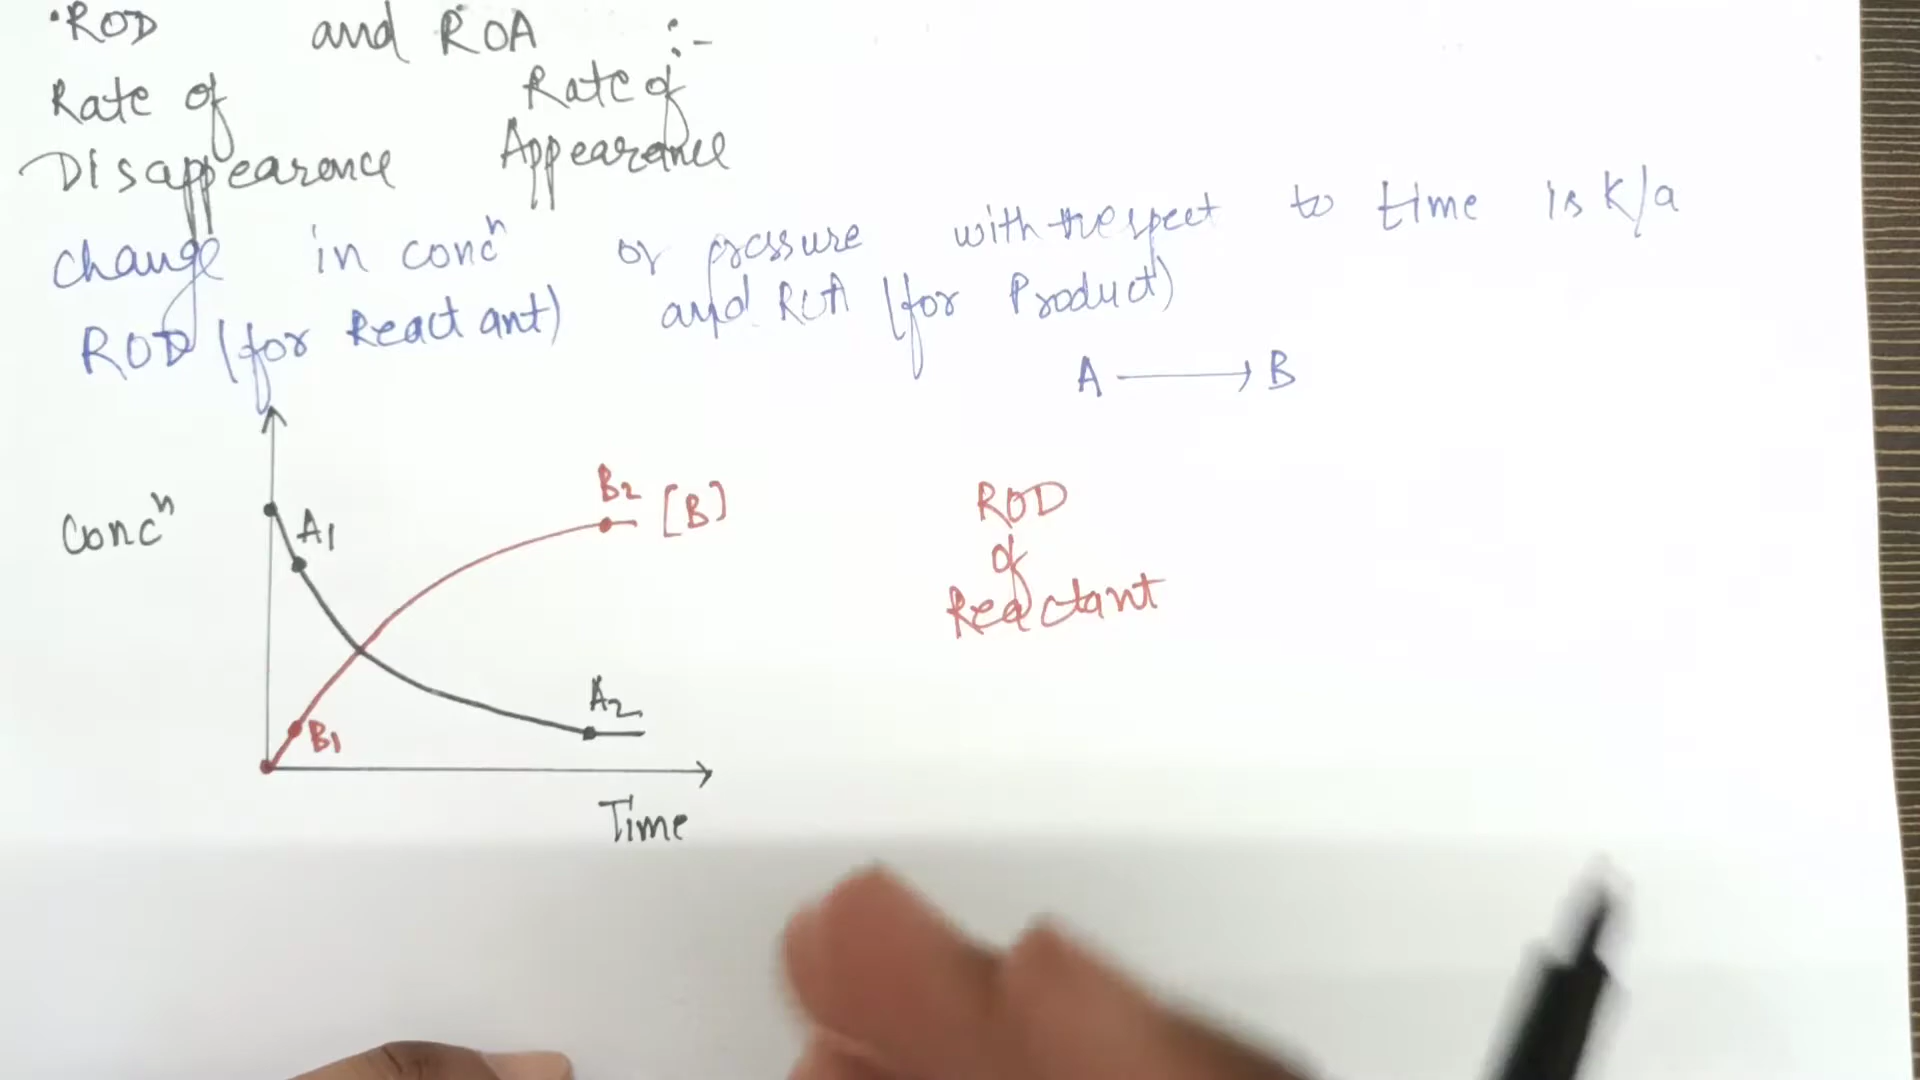 ·ROD and ROA :-
Rate of Rate of
Disappearance Appearance
change in concⁿ or pressure with respect to time is k/a
ROD (for Reactant) and ROA (for Product)
A ⟶ B
Concⁿ
A1
B2 [B]
B1
A2
Time
ROD
of
Reactant